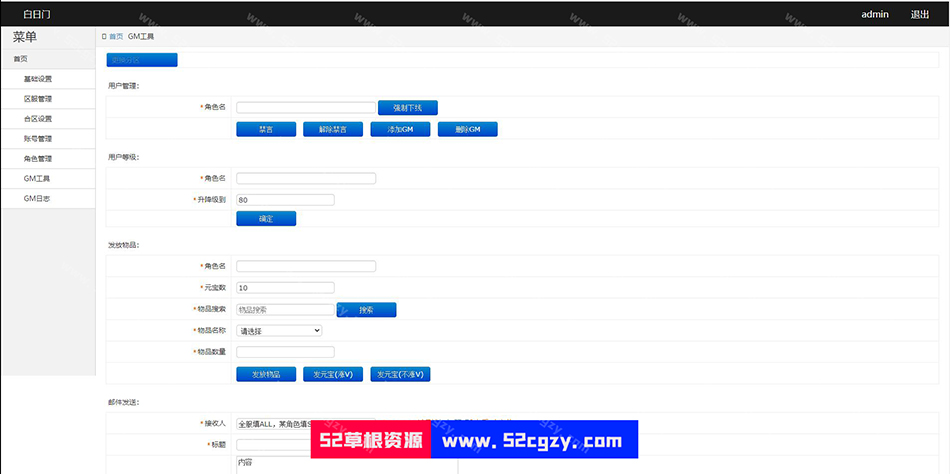 白日门
admin 退出
菜单
首页 GM工具
首页
基础设置
区服管理
合区设置
账号管理
角色管理
GM工具
GM日志
更换分区
用户管理:
*角色名 强制下线
禁言 解除禁言 添加GM 删除GM
用户等级:
*角色名
*升降级到 80
确定
发放物品:
*角色名
*元宝数 10
*物品搜索 物品搜索 搜索
*物品名称 请选择
*物品数量
发放物品 发元宝(涨V) 发元宝(不涨V)
邮件发送:
*接收人 全服填ALL, 某角色填
*标题
内容
52草根资源 www.52cgzy.com